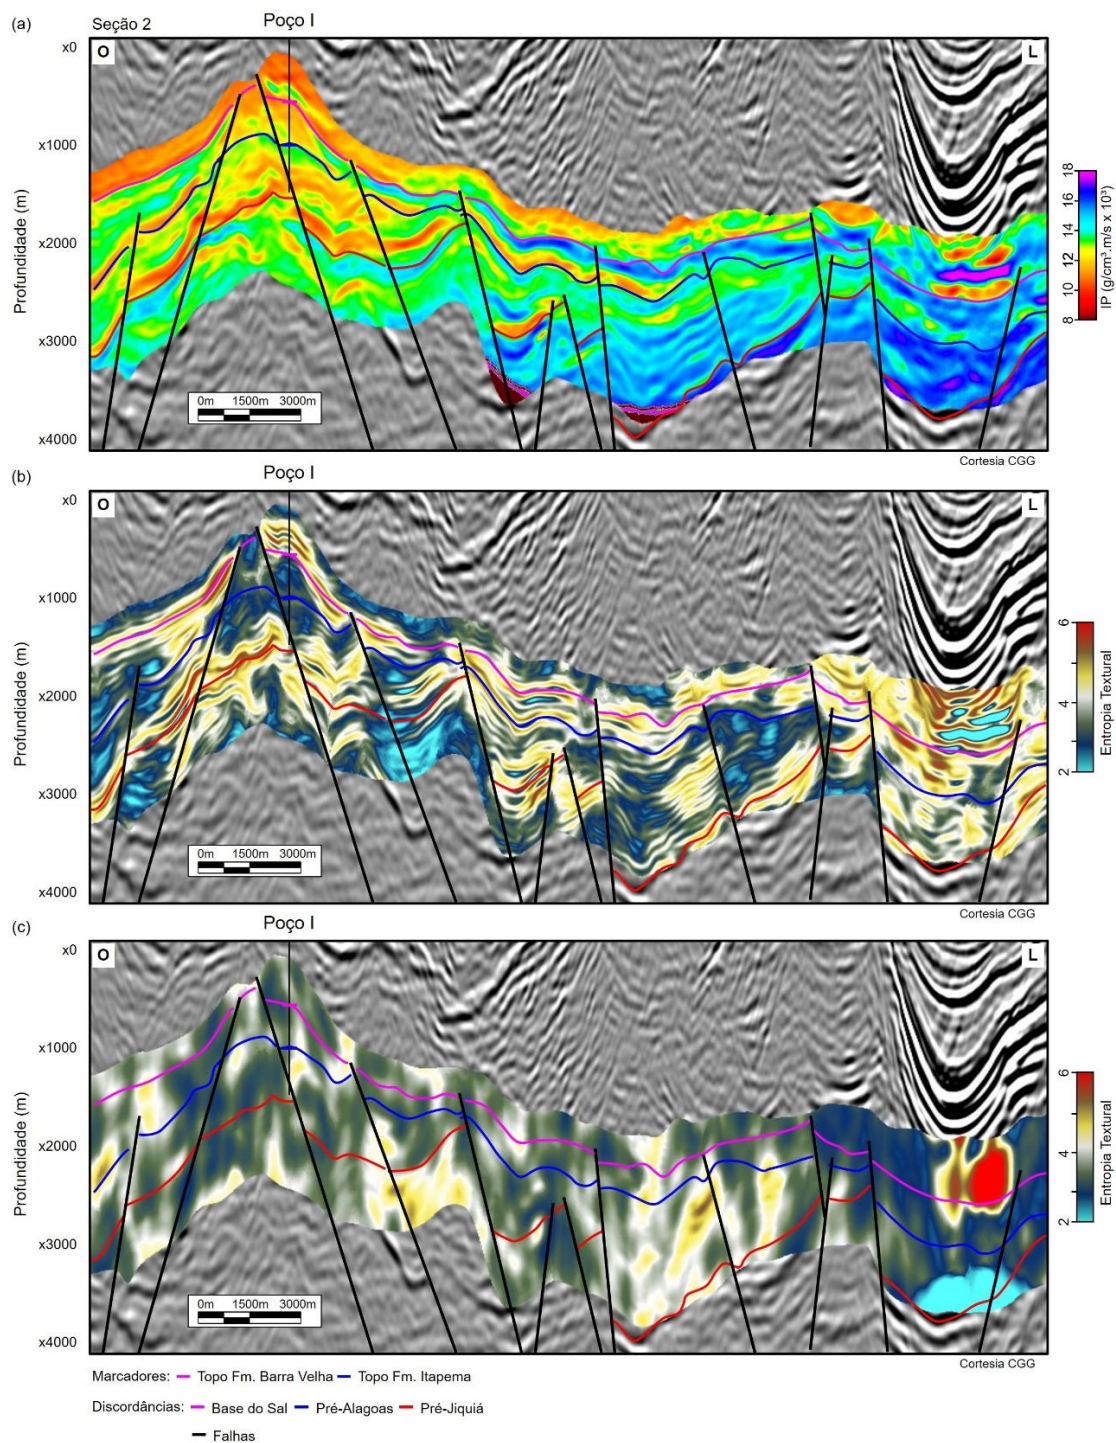 (a)
Seção 2
Poço I
O
L
x0
x1000
x2000
x3000
x4000
Profundidade (m)
0m 1500m 3000m
18
16
14
12
10
8
IP (g/cm³.m/s x 10³)
Cortesia CGG
(b)
Poço I
O
L
x0
x1000
x2000
x3000
x4000
Profundidade (m)
0m 1500m 3000m
6
4
2
Entropia Textural
Cortesia CGG
(c)
Poço I
O
L
x0
x1000
x2000
x3000
x4000
Profundidade (m)
0m 1500m 3000m
6
4
2
Entropia Textural
Cortesia CGG
Marcadores: Topo Fm. Barra Velha Topo Fm. Itapema
Discordâncias: Base do Sal Pré-Alagoas Pré-Jiquiá
Falhas